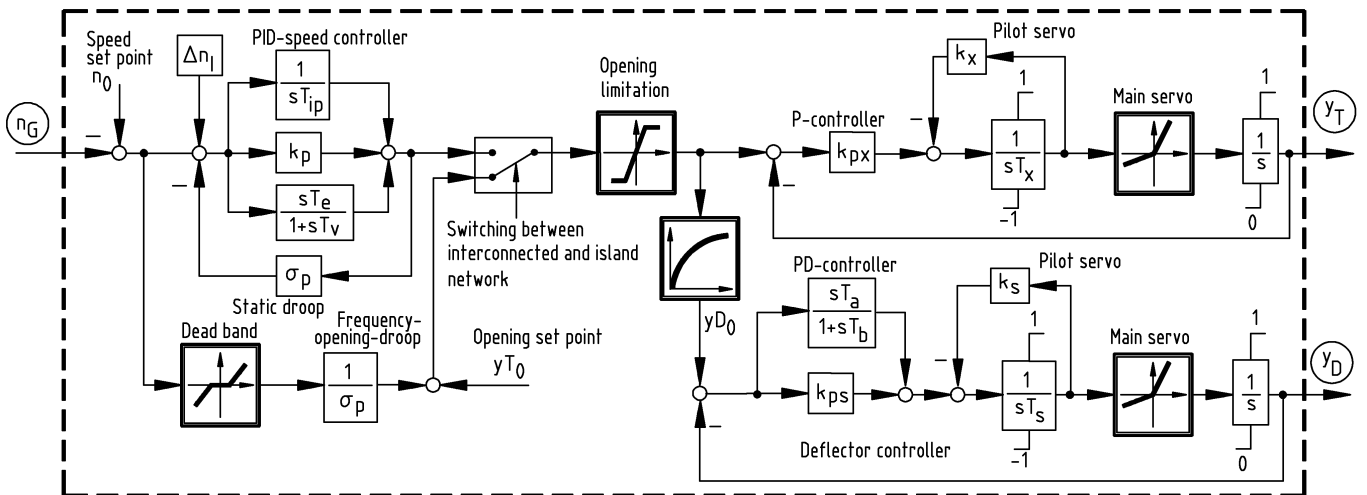 Speed
set point
n0
ΔnI
PID-speed controller
1
sTip
kp
sTe
1+sTv
σp
Static droop
nG
−
−
Dead band
Frequency-
opening-droop
1
σp
Opening set point
yT0
Switching between
interconnected and island
network
Opening
limitation
P-controller
kpx
−
−
Pilot servo
kx
1
1
sTx
-1
Main servo
1
1
s
0
yT
yD0
PD-controller
sTa
1+sTb
kps
−
−
Deflector controller
Pilot servo
ks
1
1
sTs
-1
Main servo
1
1
s
0
yD